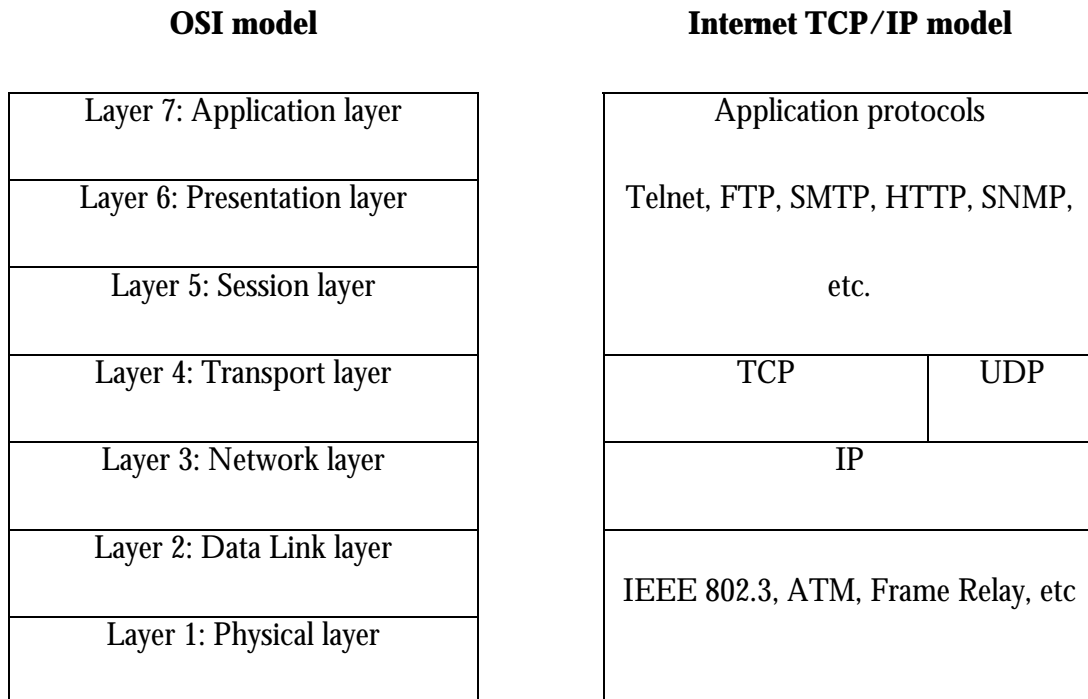 OSI model
Internet TCP/IP model
Layer 7: Application layer
Layer 6: Presentation layer
Layer 5: Session layer
Layer 4: Transport layer
Layer 3: Network layer
Layer 2: Data Link layer
Layer 1: Physical layer
Application protocols
Telnet, FTP, SMTP, HTTP, SNMP,
etc.
TCP
UDP
IP
IEEE 802.3, ATM, Frame Relay, etc